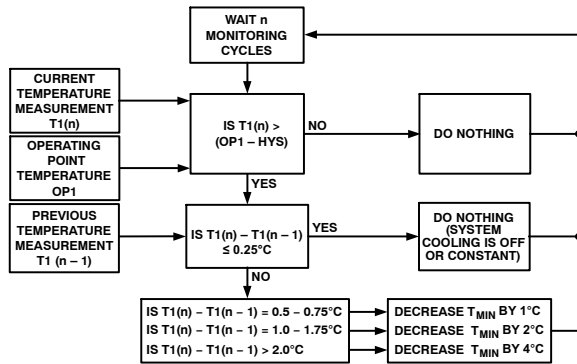 WAIT n
MONITORING
CYCLES
CURRENT
TEMPERATURE
MEASUREMENT
T1(n)
IS T1(n) >
(OP1 – HYS)
NO
DO NOTHING
OPERATING
POINT
TEMPERATURE
OP1
YES
PREVIOUS
TEMPERATURE
MEASUREMENT
T1 (n – 1)
IS T1(n) – T1(n – 1)
≤ 0.25°C
YES
DO NOTHING
(SYSTEM
COOLING IS OFF
OR CONSTANT)
NO
IS T1(n) – T1(n – 1) = 0.5 – 0.75°C
IS T1(n) – T1(n – 1) = 1.0 – 1.75°C
IS T1(n) – T1(n – 1) > 2.0°C
DECREASE TMIN BY 1°C
DECREASE TMIN BY 2°C
DECREASE TMIN BY 4°C